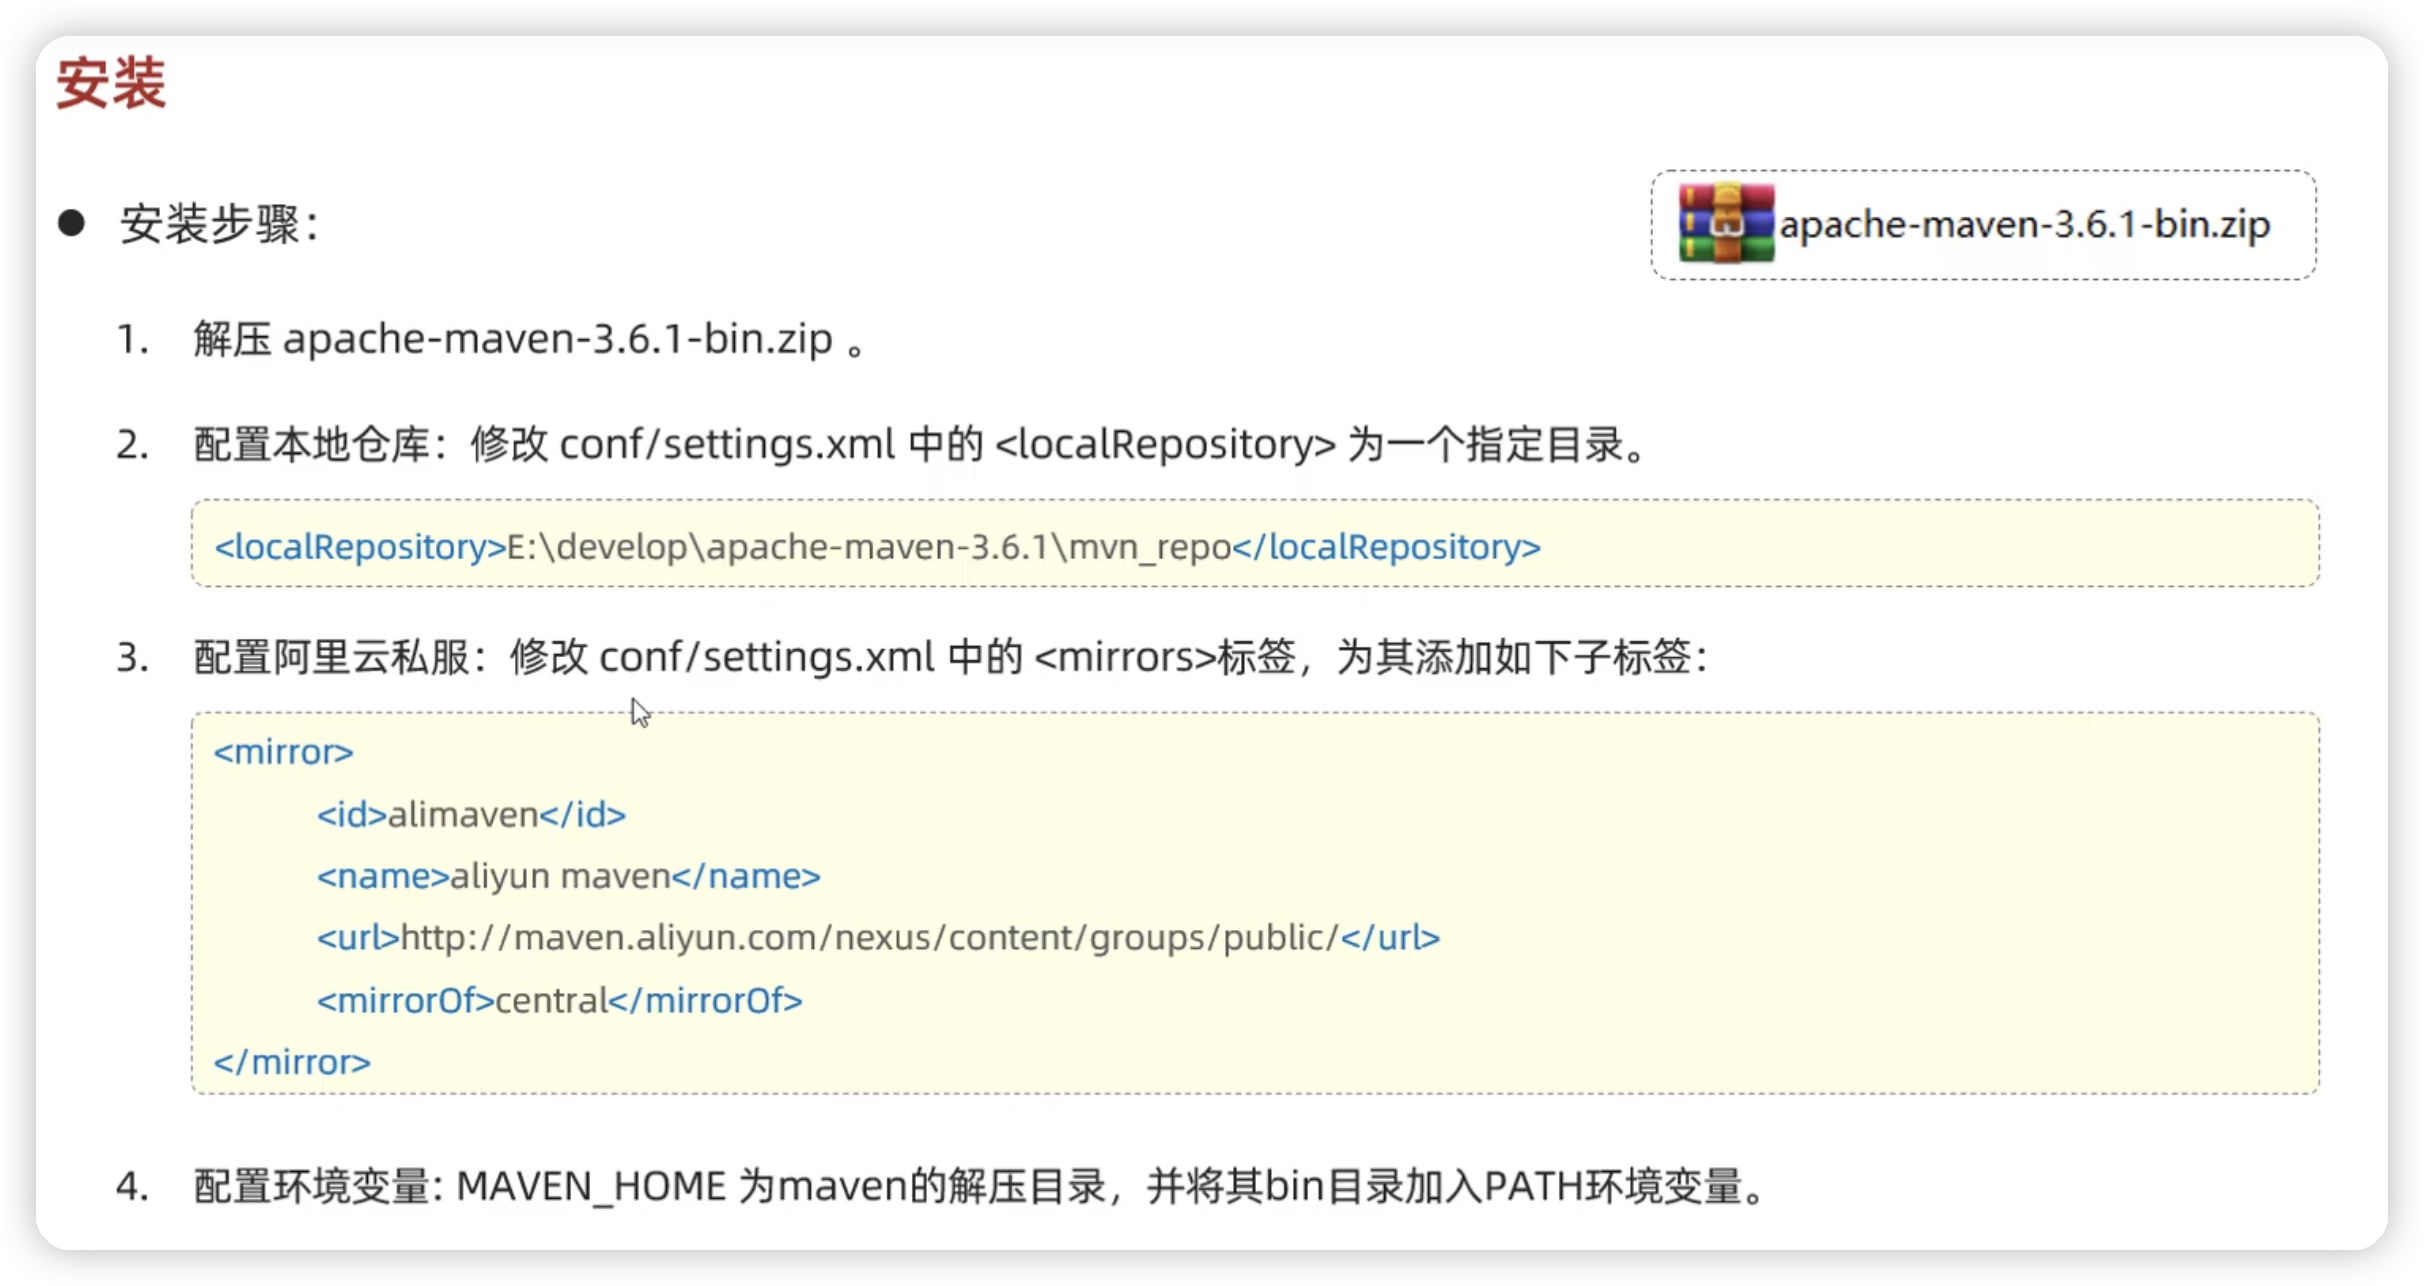 安装
● 安装步骤：
apache-maven-3.6.1-bin.zip
1. 解压 apache-maven-3.6.1-bin.zip 。
2. 配置本地仓库：修改 conf/settings.xml 中的 <localRepository> 为一个指定目录。
<localRepository>E:\develop\apache-maven-3.6.1\mvn_repo</localRepository>
3. 配置阿里云私服：修改 conf/settings.xml 中的 <mirrors>标签，为其添加如下子标签：
<mirror>
<id>alimaven</id>
<name>aliyun maven</name>
<url>http://maven.aliyun.com/nexus/content/groups/public/</url>
<mirrorOf>central</mirrorOf>
</mirror>
4. 配置环境变量: MAVEN_HOME 为maven的解压目录，并将其bin目录加入PATH环境变量。